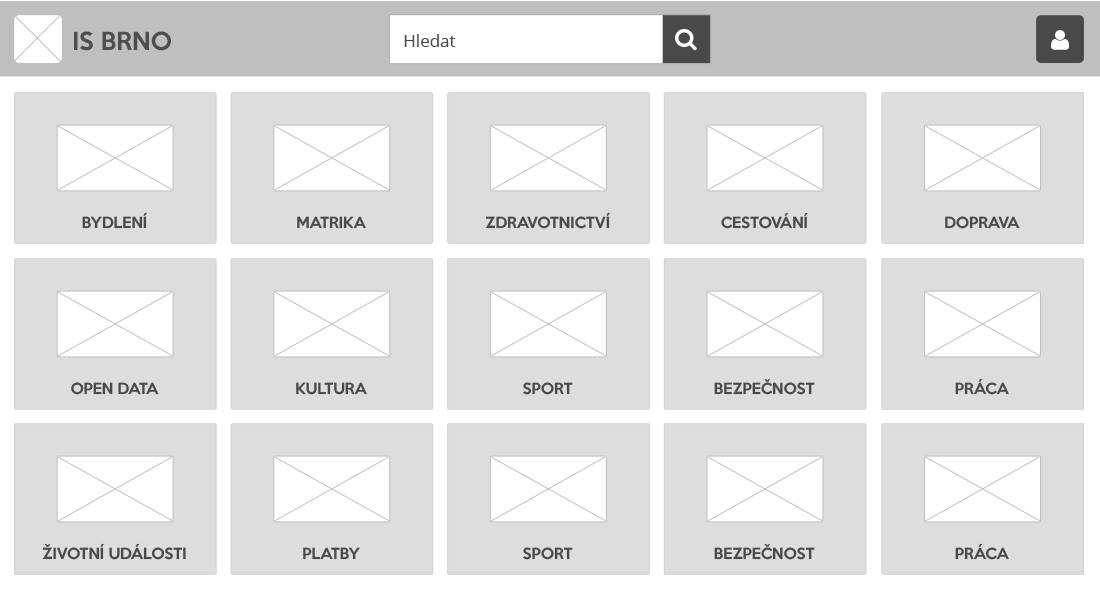 IS BRNO
Hledat
BYDLENÍ
MATRIKA
ZDRAVOTNICTVÍ
CESTOVÁNÍ
DOPRAVA
OPEN DATA
KULTURA
SPORT
BEZPEČNOST
PRÁCA
ŽIVOTNÍ UDÁLOSTI
PLATBY
SPORT
BEZPEČNOST
PRÁCA